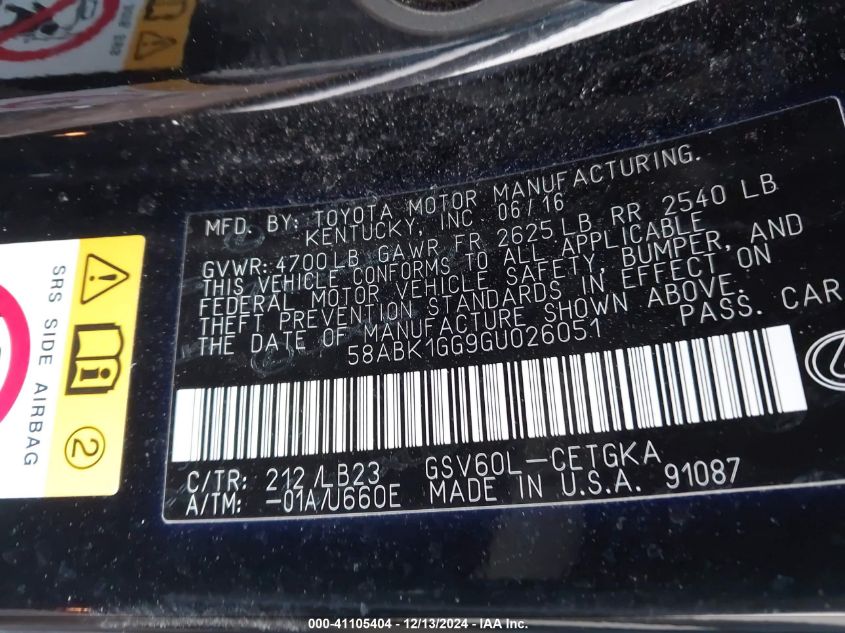 MFD. BY: TOYOTA MOTOR MANUFACTURING.
KENTUCKY, INC 06/16
GVWR: 4700 LB GAWR FR 2625 LB RR 2540 LB
THIS VEHICLE CONFORMS TO ALL APPLICABLE
FEDERAL MOTOR VEHICLE SAFETY, BUMPER, AND
THEFT PREVENTION STANDARDS IN EFFECT ON
THE DATE OF MANUFACTURE SHOWN ABOVE.
58ABK1GG9GU026051 PASS. CAR
C/TR: 212 /LB23 GSV60L-CETGKA
A/TM: -01A/U660E MADE IN U.S.A. 91087
SRS SIDE AIRBAG
2
000-41105404 - 12/13/2024 - IAA Inc.